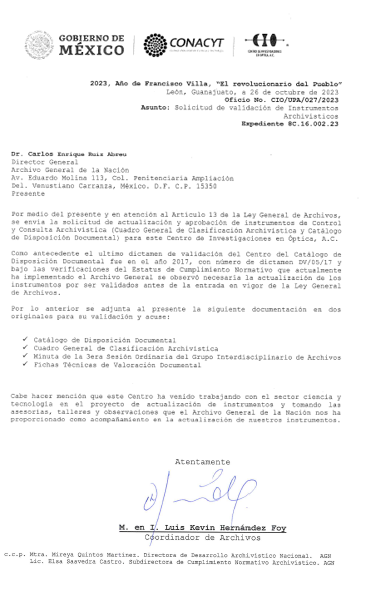 GOBIERNO DE
MÉXICO
CONACYT
CIO
2023, Año de Francisco Villa, "El revolucionario del Pueblo"
León, Guanajuato, a 26 de octubre de 2023
Oficio No. CIO/UPA/027/2023
Asunto: Solicitud de validación de Instrumentos
Archivísticos
Expediente 8C.16.002.23
Dr. Carlos Enrique Ruiz Abreu
Director General
Archivo General de la Nación
Av. Eduardo Molina 113, Col. Penitenciaria Ampliación
Del. Venustiano Carranza, México. D.F. C.P. 15350
Presente
Por medio del presente y en atención al Artículo 13 de la Ley General de Archivos,
se envía la solicitud de actualización y aprobación de instrumentos de Control
y Consulta Archivística (Cuadro General de Clasificación Archivística y Catálogo
de Disposición Documental) para este Centro de Investigaciones en Óptica, A.C.
Como antecedente el ultimo dictamen de validación del Centro del Catálogo de
Disposición Documental fue en el año 2017, con número de dictamen DV/05/17 y
bajo las verificaciones del Estatus de Cumplimiento Normativo que actualmente
ha implementado el Archivo General se observó necesaria la actualización de los
instrumentos por ser validados antes de la entrada en vigor de la Ley General
de Archivos.
Por lo anterior se adjunta al presente la siguiente documentación en dos
originales para su validación y acuse:
✓ Catálogo de Disposición Documental
✓ Cuadro General de Clasificación Archivística
✓ Minuta de la 3era Sesión Ordinaria del Grupo Interdisciplinario de Archivos
✓ Fichas Técnicas de Valoración Documental
Cabe hacer mención que este Centro ha venido trabajando con el sector ciencia y
tecnología en el proyecto de actualización de instrumentos y tomando las
asesorías, talleres y observaciones que el Archivo General de la Nación nos ha
proporcionado como acompañamiento en la actualización de nuestros instrumentos.
Atentamente
M. en I. Luis Kevin Hernández Foy
Coordinador de Archivos
c.c.p. Mtra. Mireya Quintos Martínez. Directora de Desarrollo Archivístico Nacional. AGN
Lic. Elsa Saavedra Castro. Subdirectora de Cumplimiento Normativo Archivístico. AGN